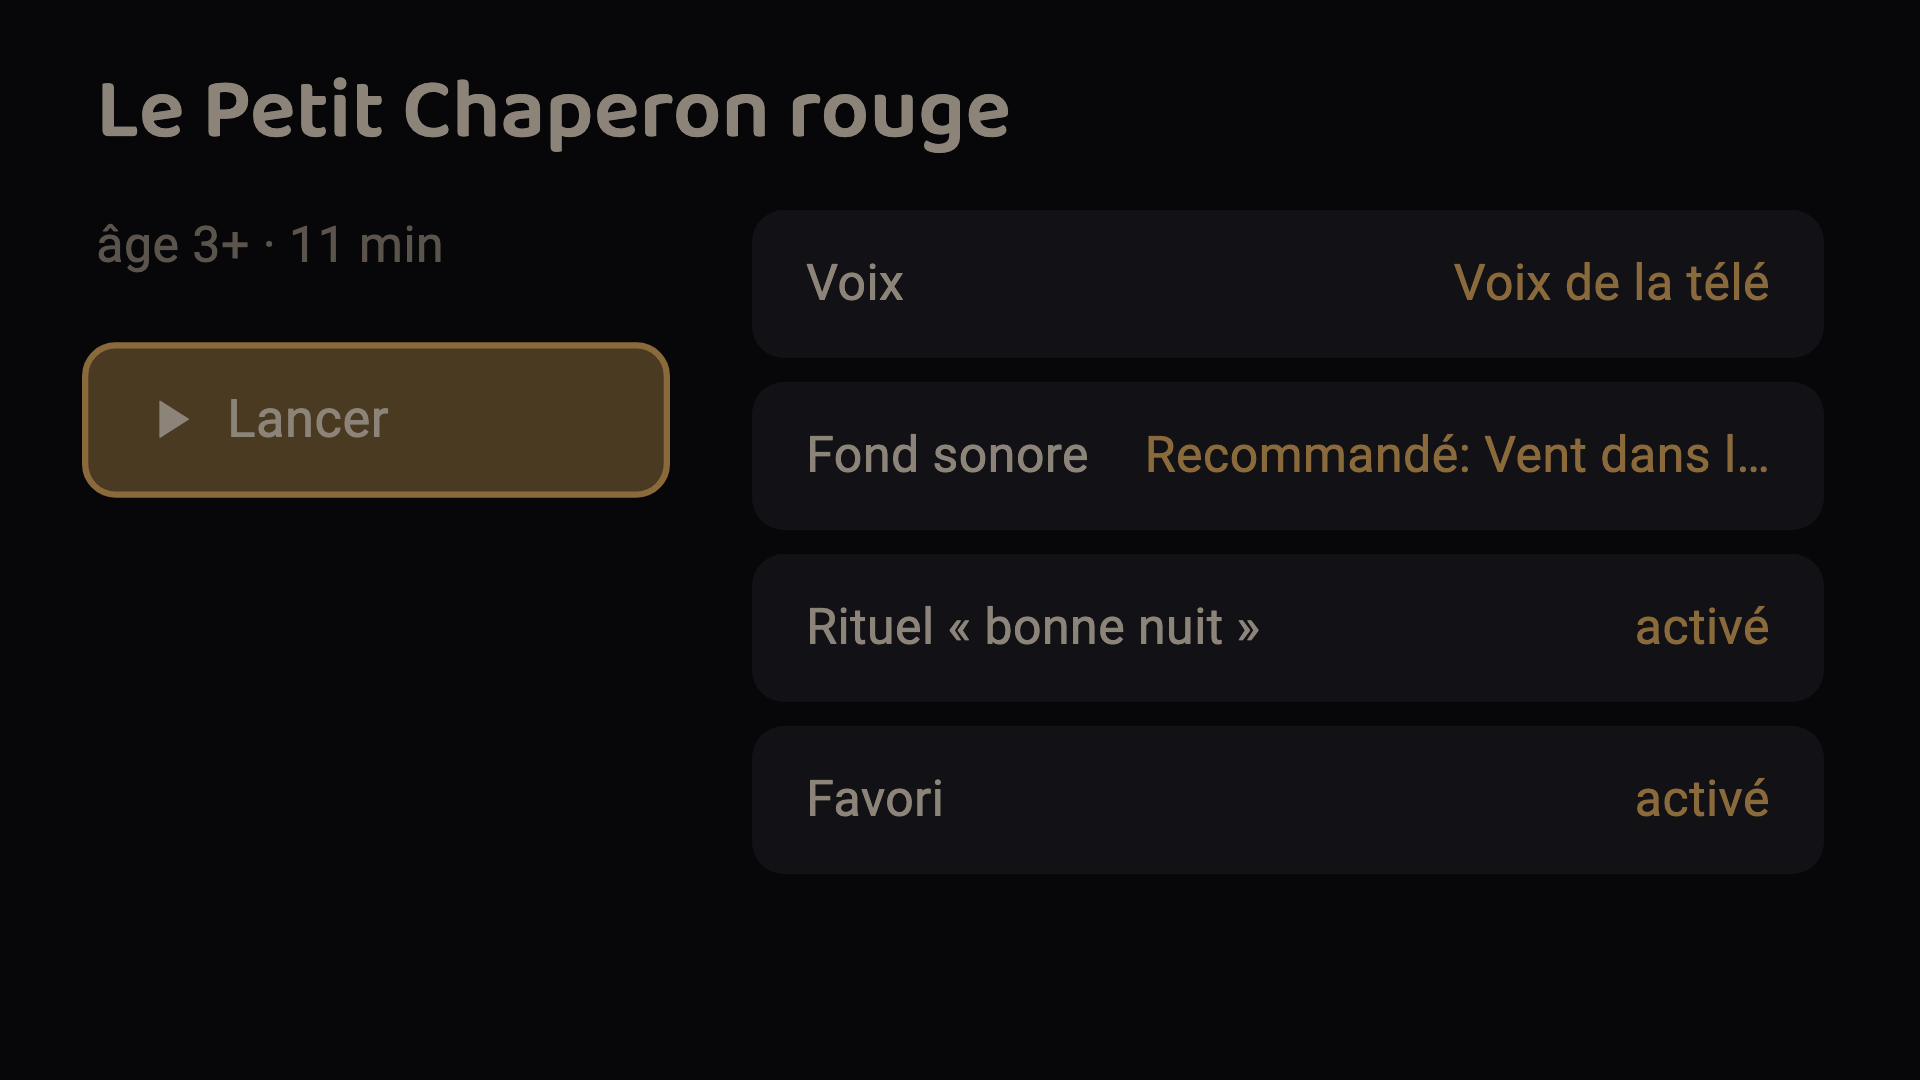 Le Petit Chaperon rouge
âge 3+ · 11 min
Lancer
Voix
Voix de la télé
Fond sonore
Recommandé: Vent dans l…
Rituel « bonne nuit »
activé
Favori
activé